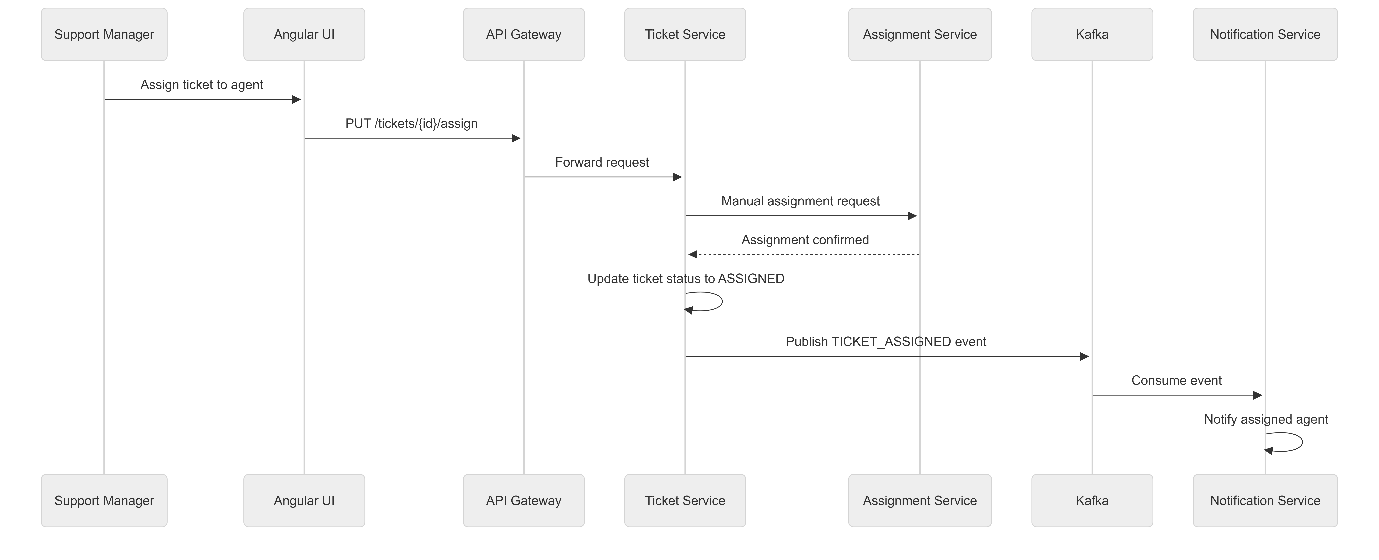 Support Manager
Angular UI
API Gateway
Ticket Service
Assignment Service
Kafka
Notification Service
Assign ticket to agent
PUT /tickets/{id}/assign
Forward request
Manual assignment request
Assignment confirmed
Update ticket status to ASSIGNED
Publish TICKET_ASSIGNED event
Consume event
Notify assigned agent
Support Manager
Angular UI
API Gateway
Ticket Service
Assignment Service
Kafka
Notification Service